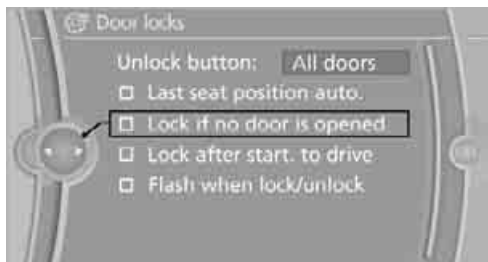 Door locks
Unlock button: All doors
Last seat position auto.
Lock if no door is opened
Lock after start. to drive
Flash when lock/unlock